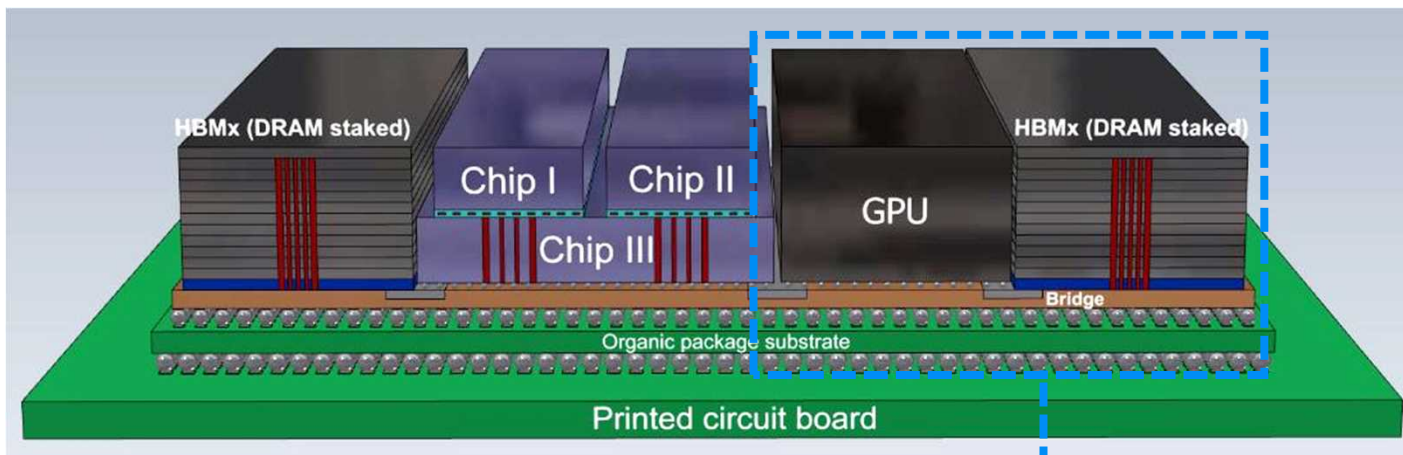 HBMx (DRAM staked)
HBMx (DRAM staked)
Chip I
Chip II
GPU
Chip III
Bridge
Organic package substrate
Printed circuit board